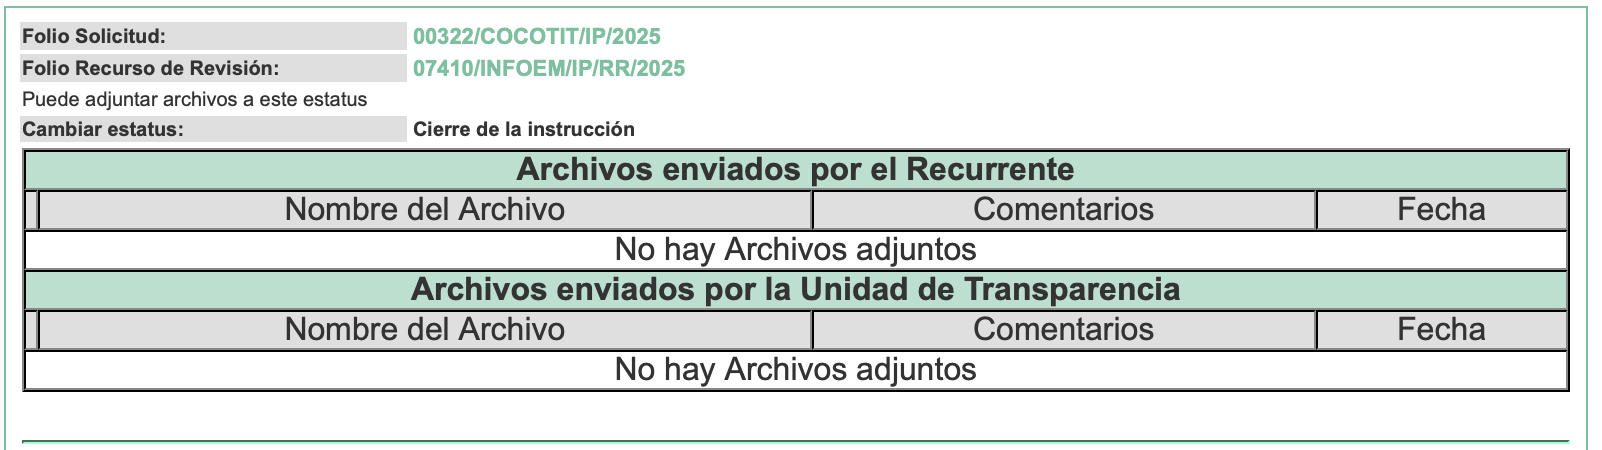 Folio Solicitud: 00322/COCOTIT/IP/2025
Folio Recurso de Revisión: 07410/INFOEM/IP/RR/2025
Puede adjuntar archivos a este estatus
Cambiar estatus: Cierre de la instrucción
Archivos enviados por el Recurrente
Nombre del Archivo Comentarios Fecha
No hay Archivos adjuntos
Archivos enviados por la Unidad de Transparencia
Nombre del Archivo Comentarios Fecha
No hay Archivos adjuntos